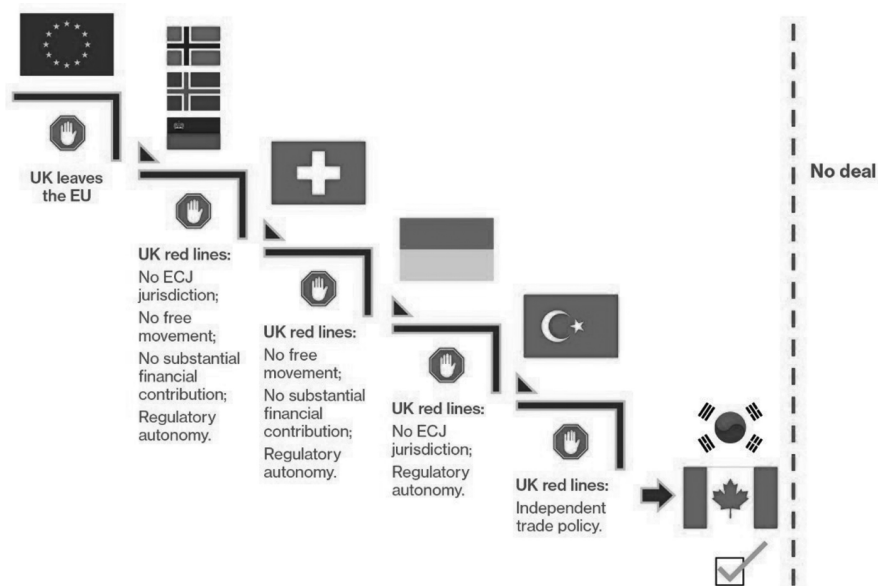 UK leaves
the EU
UK red lines:
No ECJ
jurisdiction;
No free
movement;
No substantial
financial
contribution;
Regulatory
autonomy.
UK red lines:
No free
movement;
No substantial
financial
contribution;
Regulatory
autonomy.
UK red lines:
No ECJ
jurisdiction;
Regulatory
autonomy.
UK red lines:
Independent
trade policy.
No deal